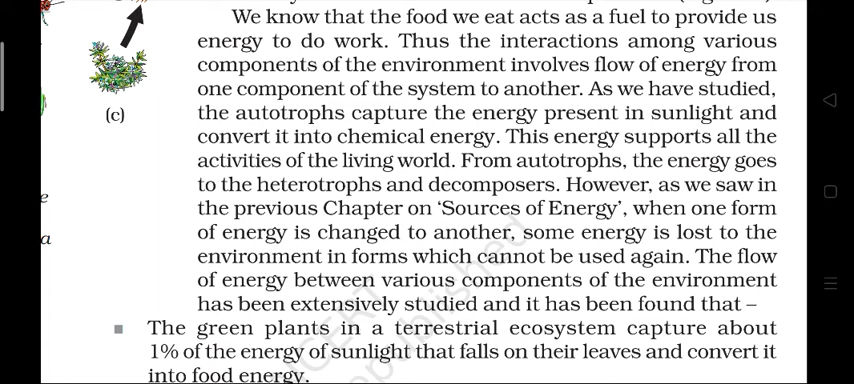 We know that the food we eat acts as a fuel to provide us
energy to do work. Thus the interactions among various
components of the environment involves flow of energy from
one component of the system to another. As we have studied,
(c) the autotrophs capture the energy present in sunlight and
convert it into chemical energy. This energy supports all the
activities of the living world. From autotrophs, the energy goes
to the heterotrophs and decomposers. However, as we saw in
e the previous Chapter on ‘Sources of Energy’, when one form
of energy is changed to another, some energy is lost to the
a environment in forms which cannot be used again. The flow
of energy between various components of the environment
has been extensively studied and it has been found that –
■ The green plants in a terrestrial ecosystem capture about
1% of the energy of sunlight that falls on their leaves and convert it
into food energy.